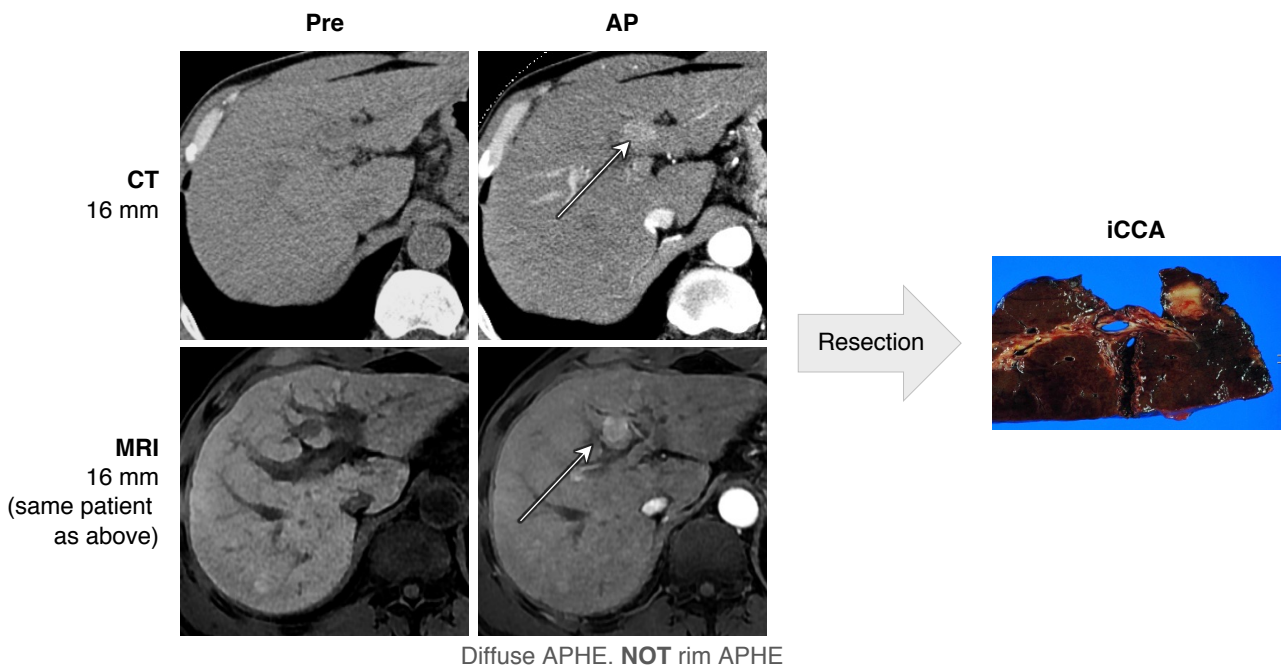 Pre
AP
CT
16 mm
MRI
16 mm
(same patient
as above)
Resection
iCCA
Diffuse APHE. NOT rim APHE